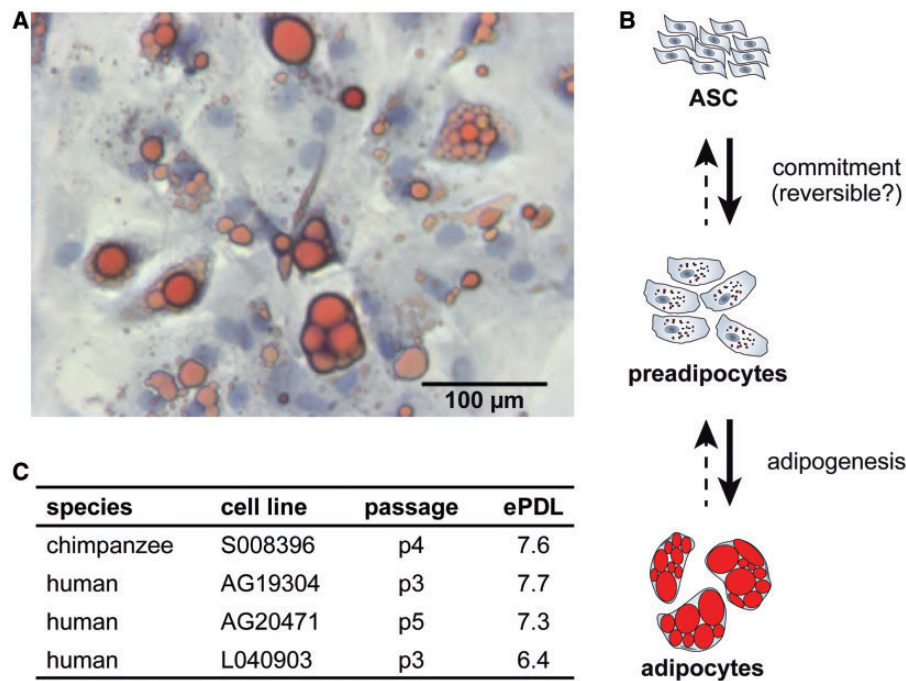 A
100 µm
B
ASC
commitment
(reversible?)
preadipocytes
adipogenesis
adipocytes
C
species cell line passage ePDL
chimpanzee S008396 p4 7.6
human AG19304 p3 7.7
human AG20471 p5 7.3
human L040903 p3 6.4